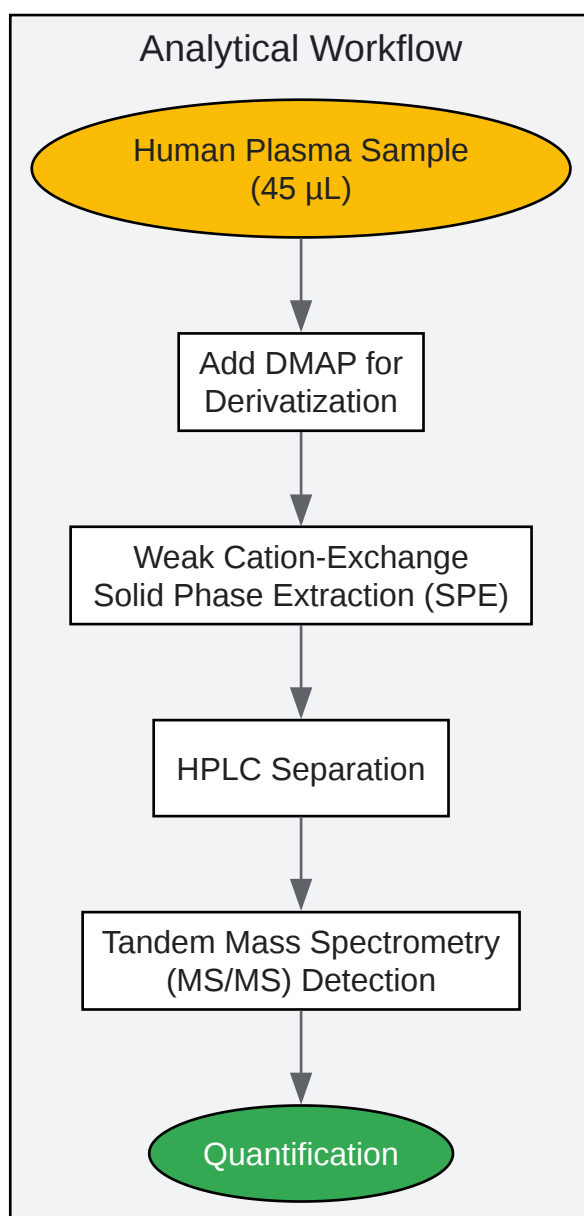 Analytical Workflow
Human Plasma Sample
(45 µL)
Add DMAP for
Derivatization
Weak Cation-Exchange
Solid Phase Extraction (SPE)
HPLC Separation
Tandem Mass Spectrometry
(MS/MS) Detection
Quantification